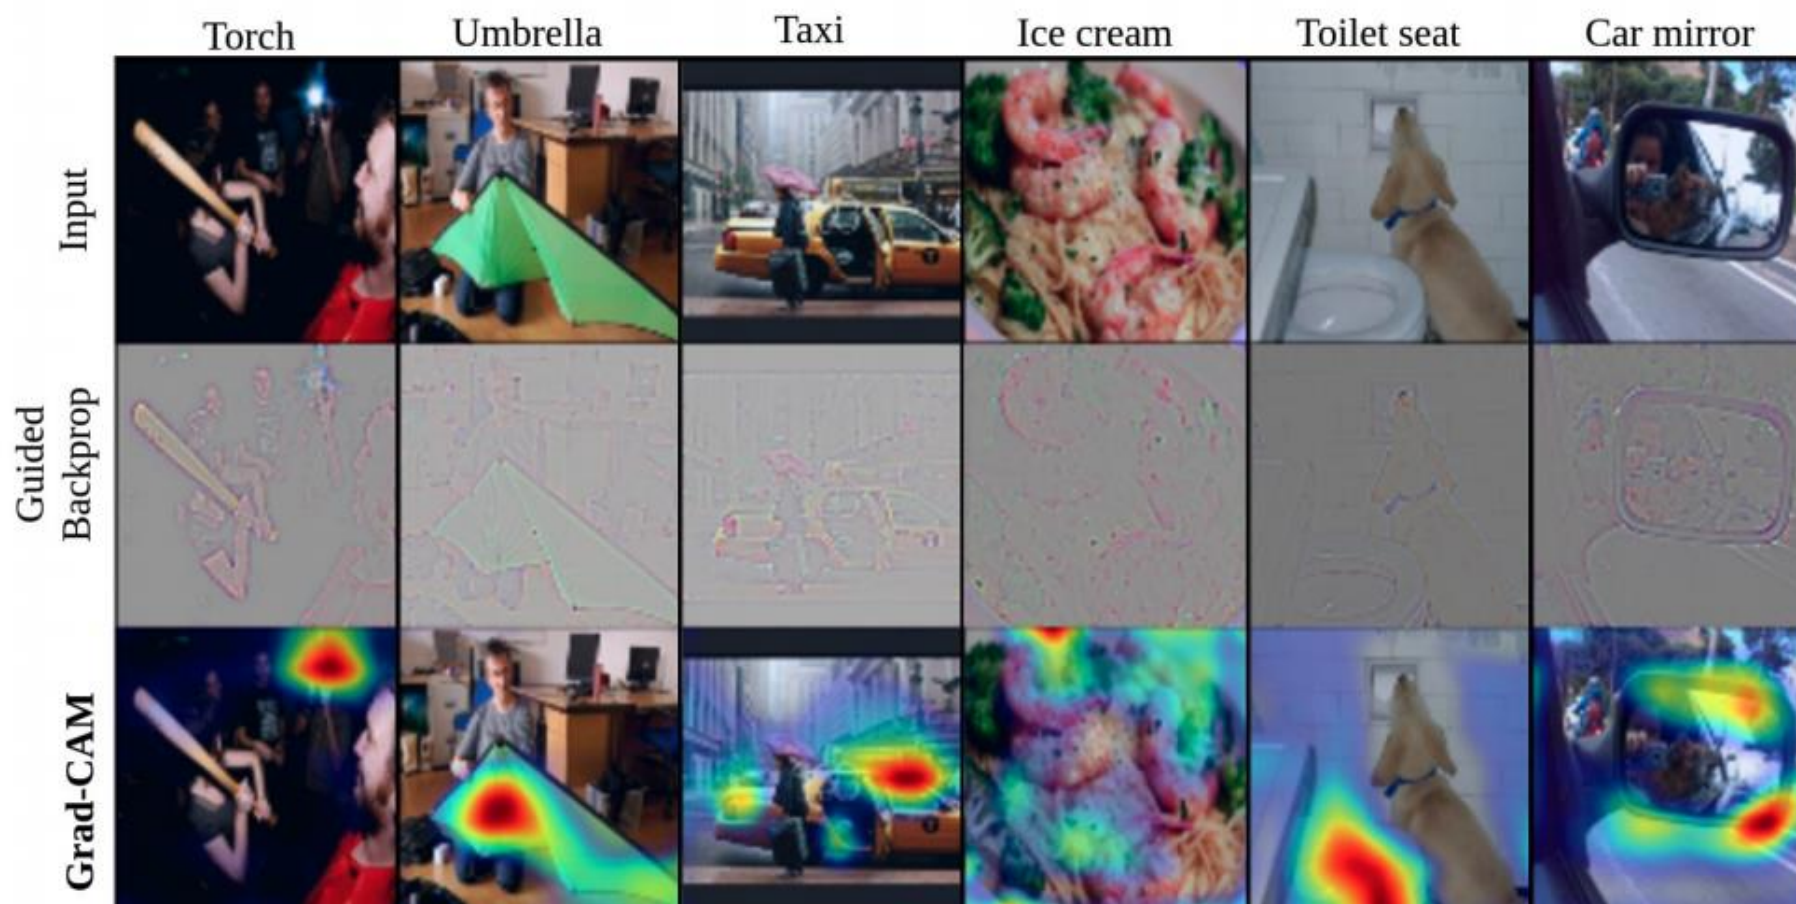 Torch Umbrella Taxi Ice cream Toilet seat Car mirror
Input
Guided
Backprop
Grad-CAM